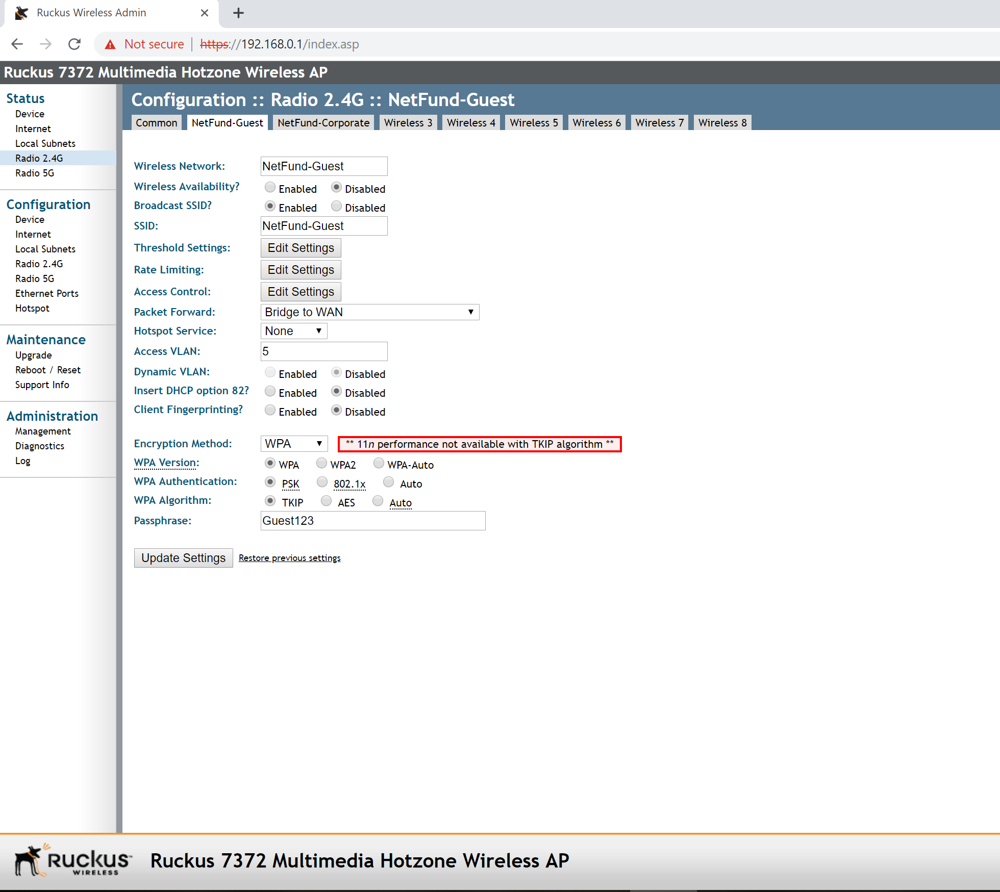 Ruckus Wireless Admin
Not secure | https://192.168.0.1/index.asp
Ruckus 7372 Multimedia Hotzone Wireless AP
Status
Device
Internet
Local Subnets
Radio 2.4G
Radio 5G
Configuration
Device
Internet
Local Subnets
Radio 2.4G
Radio 5G
Ethernet Ports
Hotspot
Maintenance
Upgrade
Reboot / Reset
Support Info
Administration
Management
Diagnostics
Log
Configuration :: Radio 2.4G :: NetFund-Guest
Common NetFund-Guest NetFund-Corporate Wireless 3 Wireless 4 Wireless 5 Wireless 6 Wireless 7 Wireless 8
Wireless Network: NetFund-Guest
Wireless Availability? Enabled Disabled
Broadcast SSID? Enabled Disabled
SSID: NetFund-Guest
Threshold Settings: Edit Settings
Rate Limiting: Edit Settings
Access Control: Edit Settings
Packet Forward: Bridge to WAN
Hotspot Service: None
Access VLAN: 5
Dynamic VLAN: Enabled Disabled
Insert DHCP option 82? Enabled Disabled
Client Fingerprinting? Enabled Disabled
Encryption Method: WPA ** 11n performance not available with TKIP algorithm **
WPA Version: WPA WPA2 WPA-Auto
WPA Authentication: PSK 802.1x Auto
WPA Algorithm: TKIP AES Auto
Passphrase: Guest123
Update Settings Restore previous settings
Ruckus™
WIRELESS
Ruckus 7372 Multimedia Hotzone Wireless AP